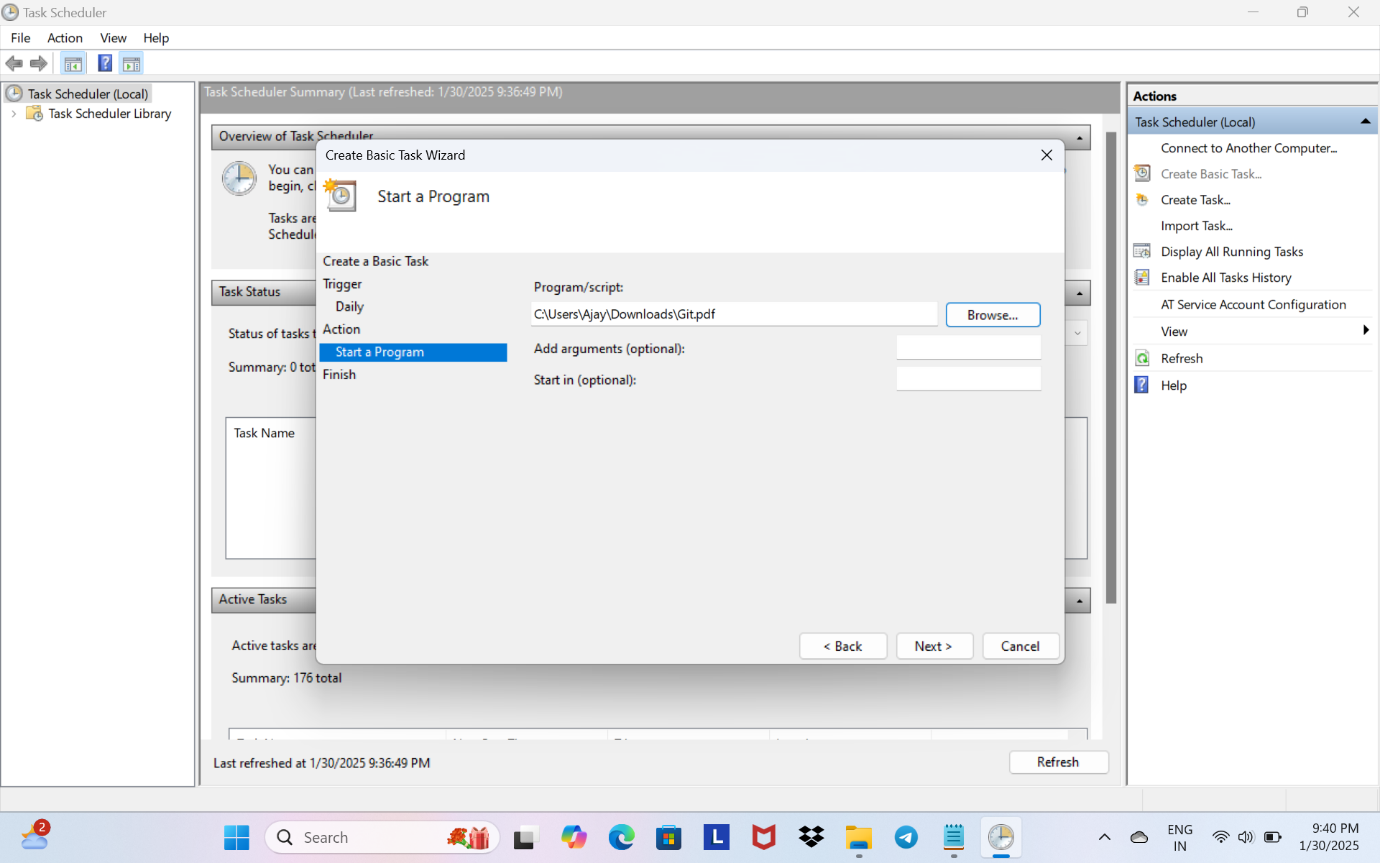 Task Scheduler
File Action View Help
Task Scheduler (Local)
Task Scheduler Library
Task Scheduler Summary (Last refreshed: 1/30/2025 9:36:49 PM)
Overview of Task Scheduler
You can
begin, cl
Tasks are
Schedul
Task Status
Status of tasks t
Summary: 0 tot
Task Name
Active Tasks
Active tasks are
Summary: 176 total
Last refreshed at 1/30/2025 9:36:49 PM
Refresh
Create Basic Task Wizard
Start a Program
Create a Basic Task
Trigger
Daily
Action
Start a Program
Finish
Program/script:
C:\Users\Ajay\Downloads\Git.pdf
Browse...
Add arguments (optional):
Start in (optional):
< Back
Next >
Cancel
Actions
Task Scheduler (Local)
Connect to Another Computer...
Create Basic Task...
Create Task...
Import Task...
Display All Running Tasks
Enable All Tasks History
AT Service Account Configuration
View
Refresh
Help
2
Search
L
ENG
IN
9:40 PM
1/30/2025